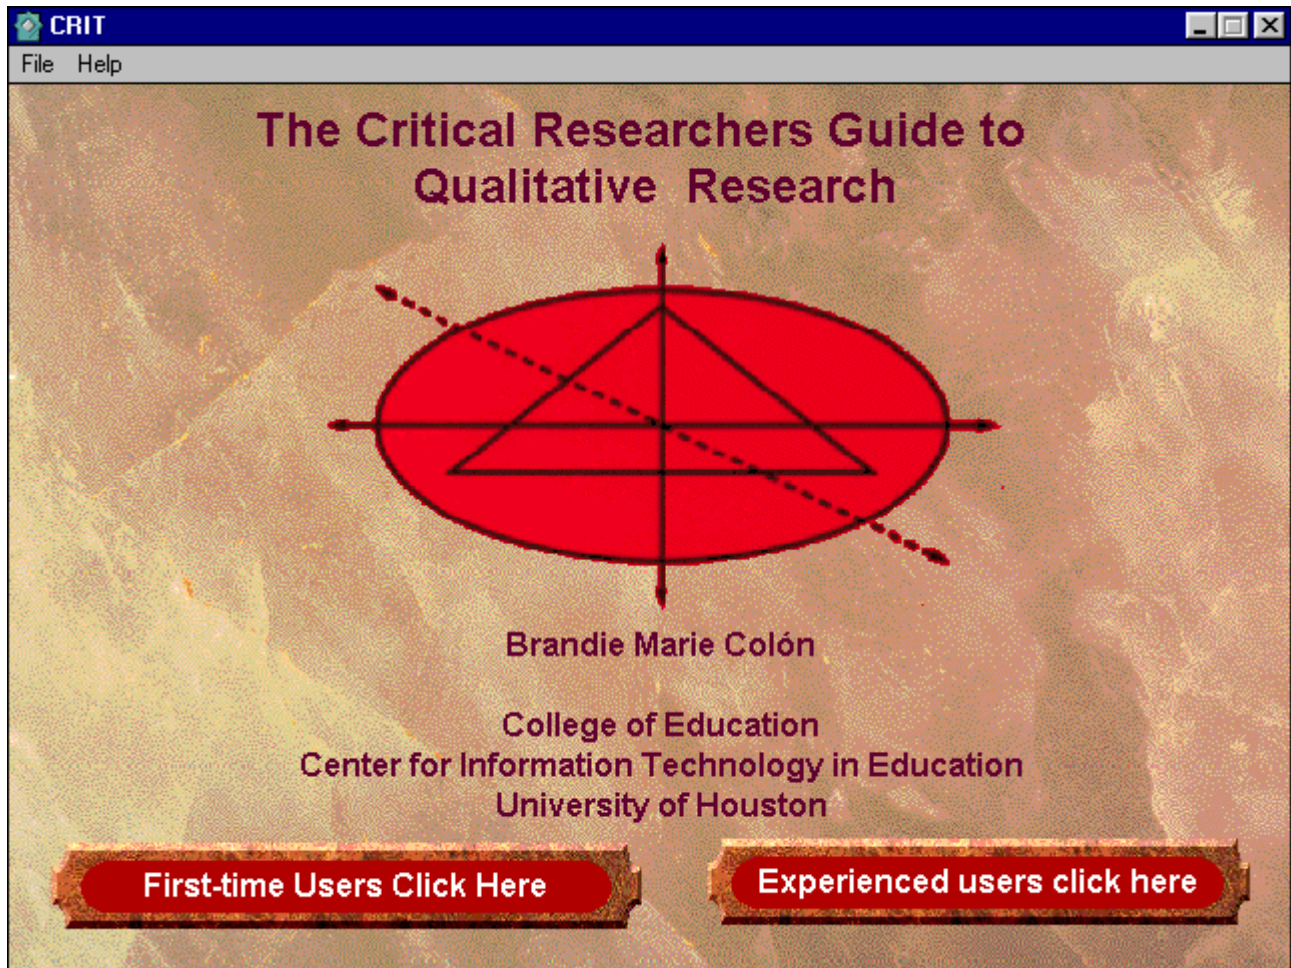 CRIT
File Help
The Critical Researchers Guide to
Qualitative Research
Brandie Marie Colón
College of Education
Center for Information Technology in Education
University of Houston
First-time Users Click Here
Experienced users click here